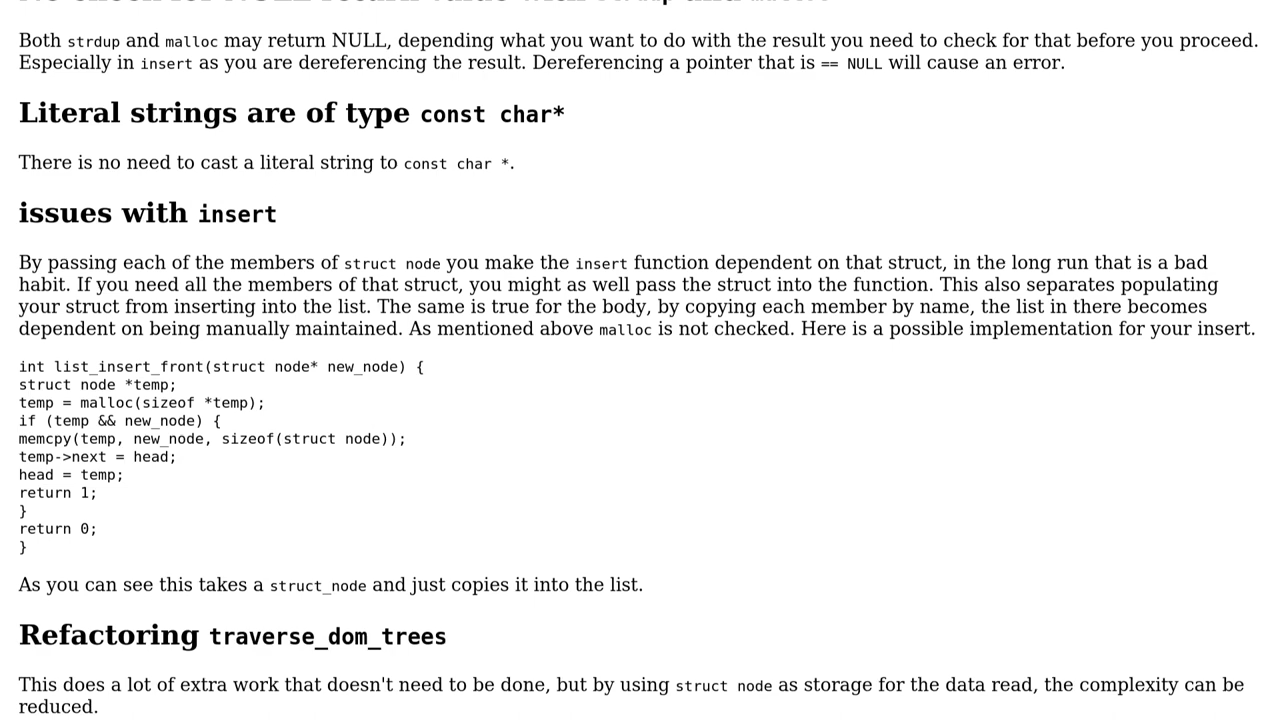 Both strdup and malloc may return NULL, depending what you want to do with the result you need to check for that before you proceed.
Especially in insert as you are dereferencing the result. Dereferencing a pointer that is == NULL will cause an error.
Literal strings are of type const char*
There is no need to cast a literal string to const char *.
issues with insert
By passing each of the members of struct node you make the insert function dependent on that struct, in the long run that is a bad
habit. If you need all the members of that struct, you might as well pass the struct into the function. This also separates populating
your struct from inserting into the list. The same is true for the body, by copying each member by name, the list in there becomes
dependent on being manually maintained. As mentioned above malloc is not checked. Here is a possible implementation for your insert.
int list_insert_front(struct node* new_node) {
struct node *temp;
temp = malloc(sizeof *temp);
if (temp && new_node) {
memcpy(temp, new_node, sizeof(struct node));
temp->next = head;
head = temp;
return 1;
}
return 0;
}
As you can see this takes a struct_node and just copies it into the list.
Refactoring traverse_dom_trees
This does a lot of extra work that doesn't need to be done, but by using struct node as storage for the data read, the complexity can be
reduced.